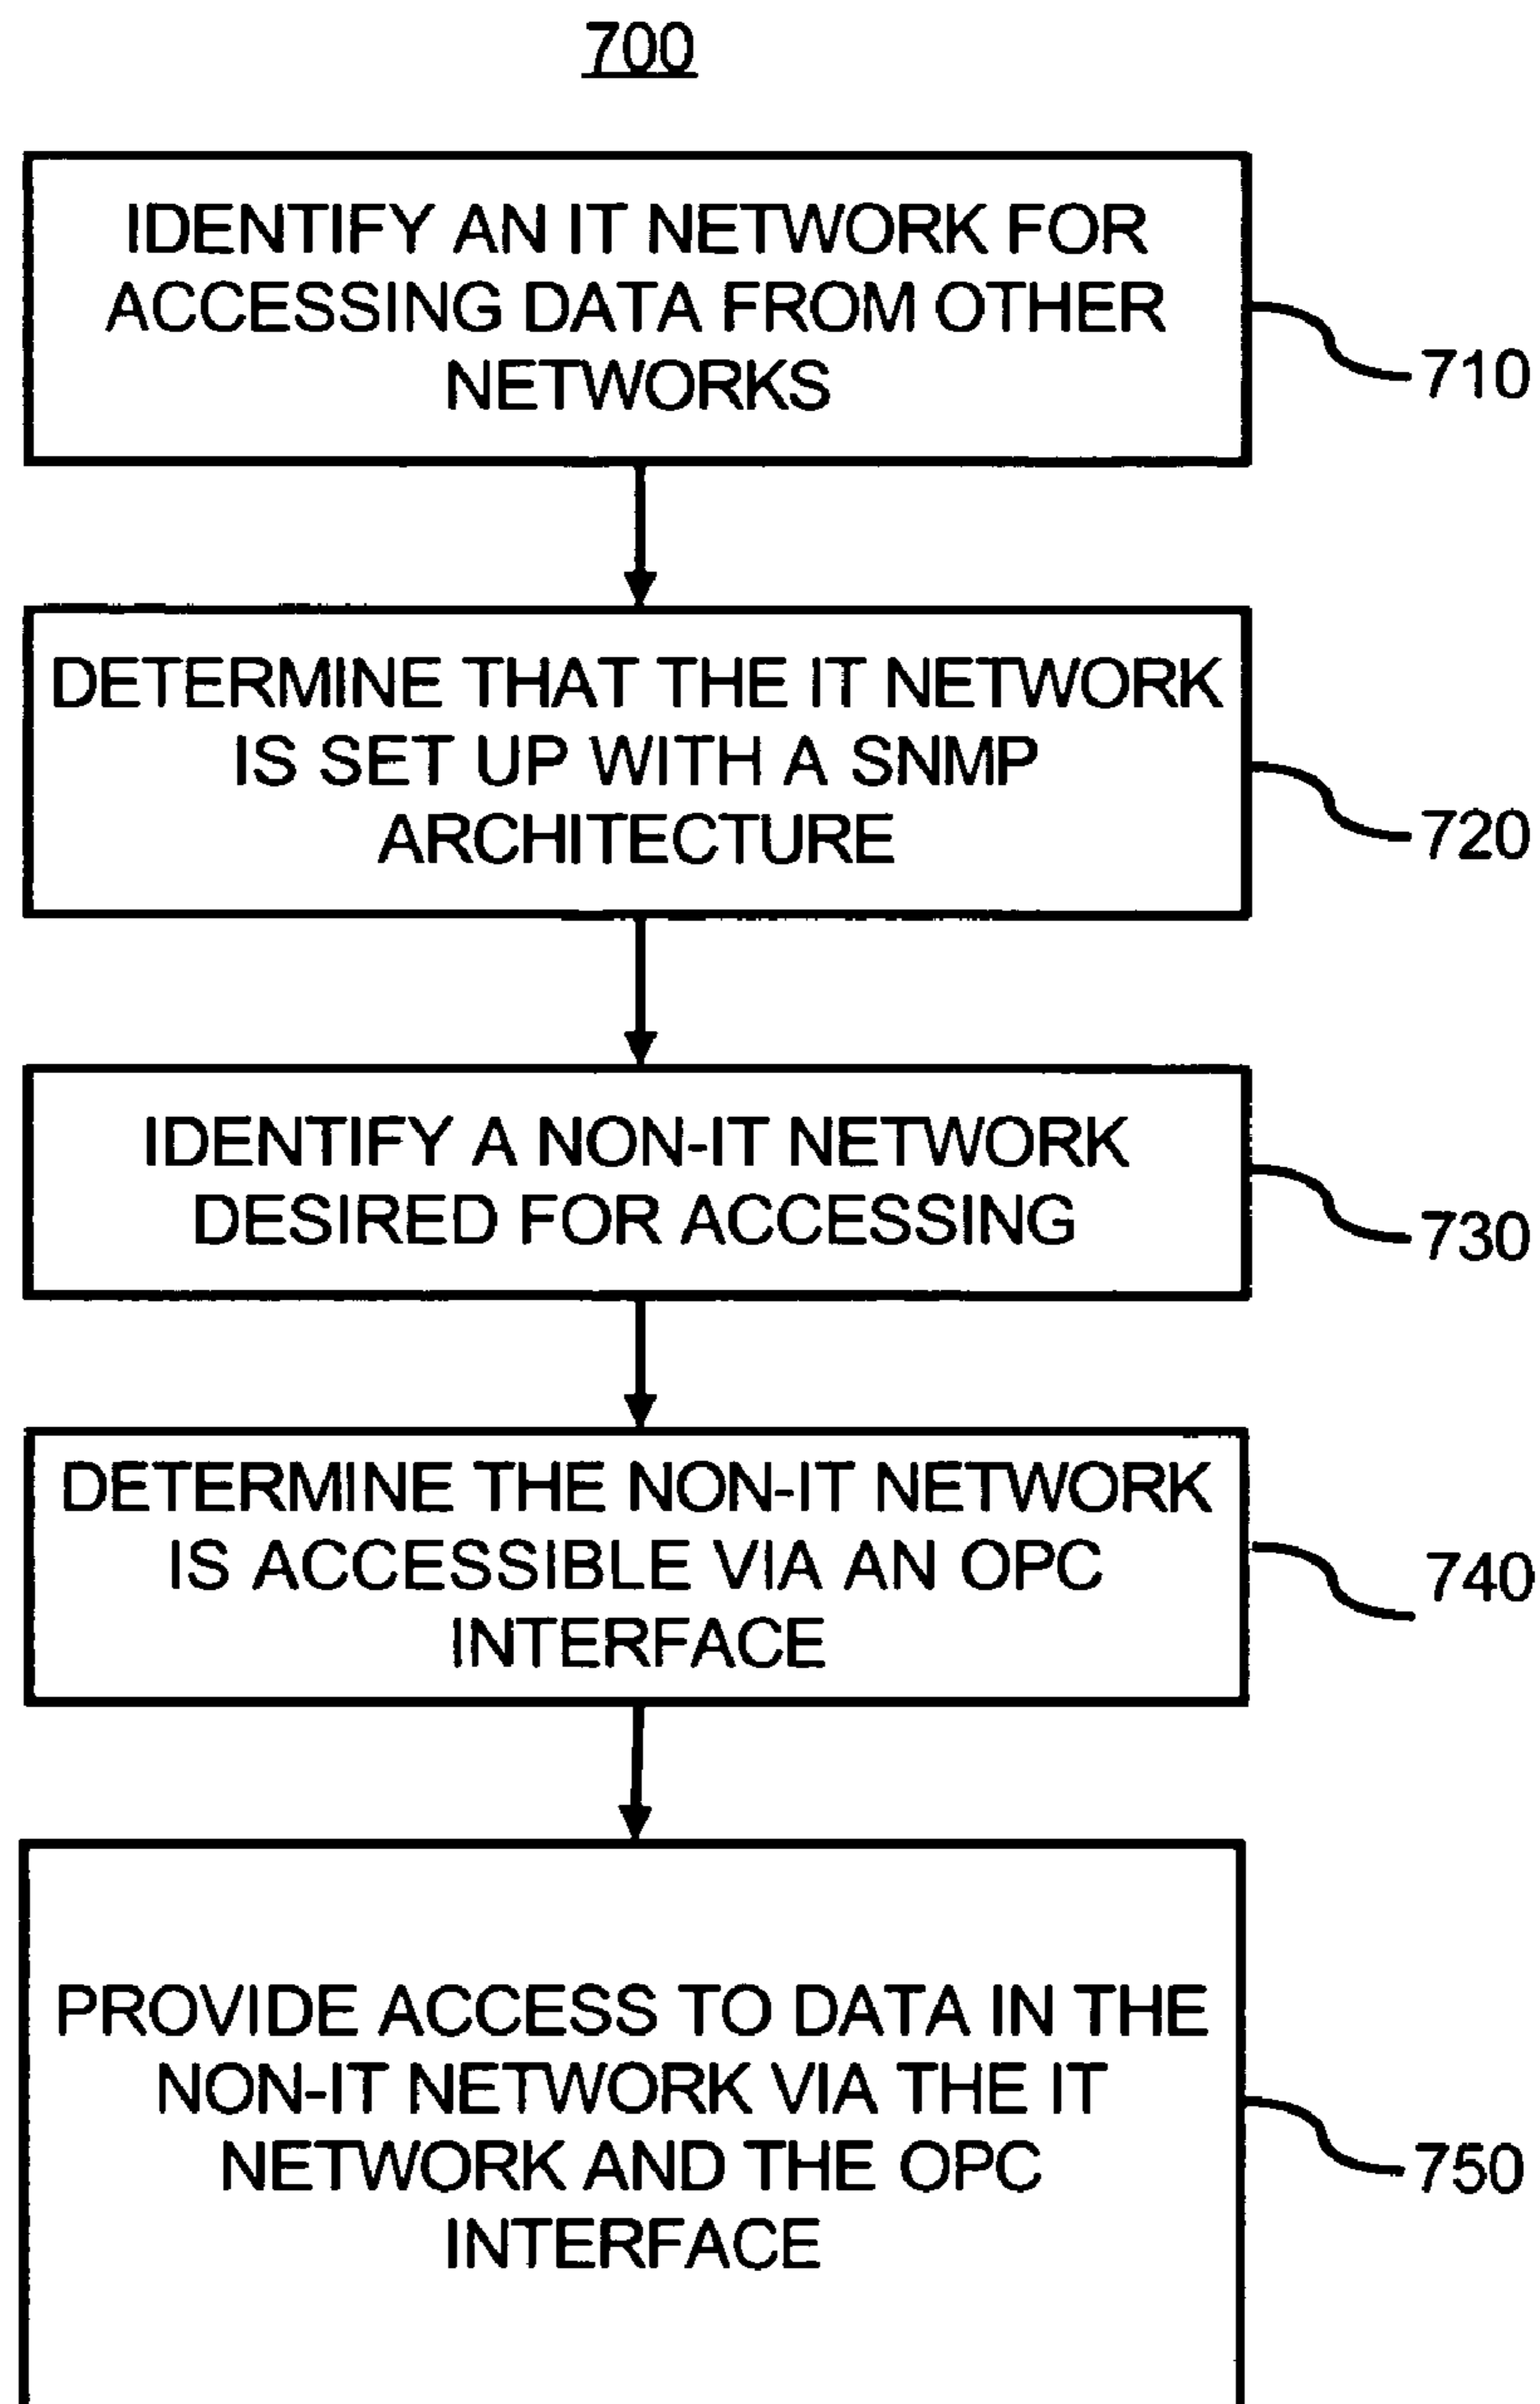 700
IDENTIFY AN IT NETWORK FOR
ACCESSING DATA FROM OTHER
NETWORKS
710
DETERMINE THAT THE IT NETWORK
IS SET UP WITH A SNMP
ARCHITECTURE
720
IDENTIFY A NON-IT NETWORK
DESIRED FOR ACCESSING
730
DETERMINE THE NON-IT NETWORK
IS ACCESSIBLE VIA AN OPC
INTERFACE
740
PROVIDE ACCESS TO DATA IN THE
NON-IT NETWORK VIA THE IT
NETWORK AND THE OPC
INTERFACE
750